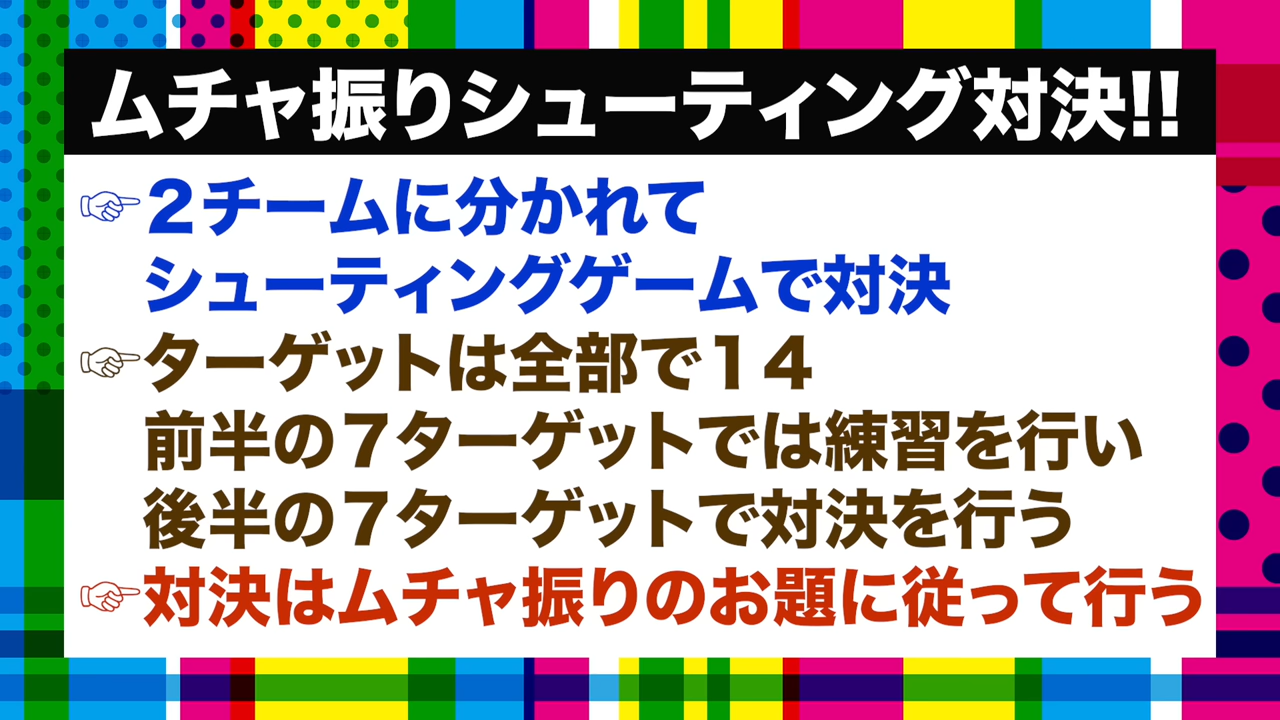 ムチャ振りシューティング対決!!
☞2チームに分かれて
シューティングゲームで対決
☞ターゲットは全部で14
前半の7ターゲットでは練習を行い
後半の7ターゲットで対決を行う
☞対決はムチャ振りのお題に従って行う